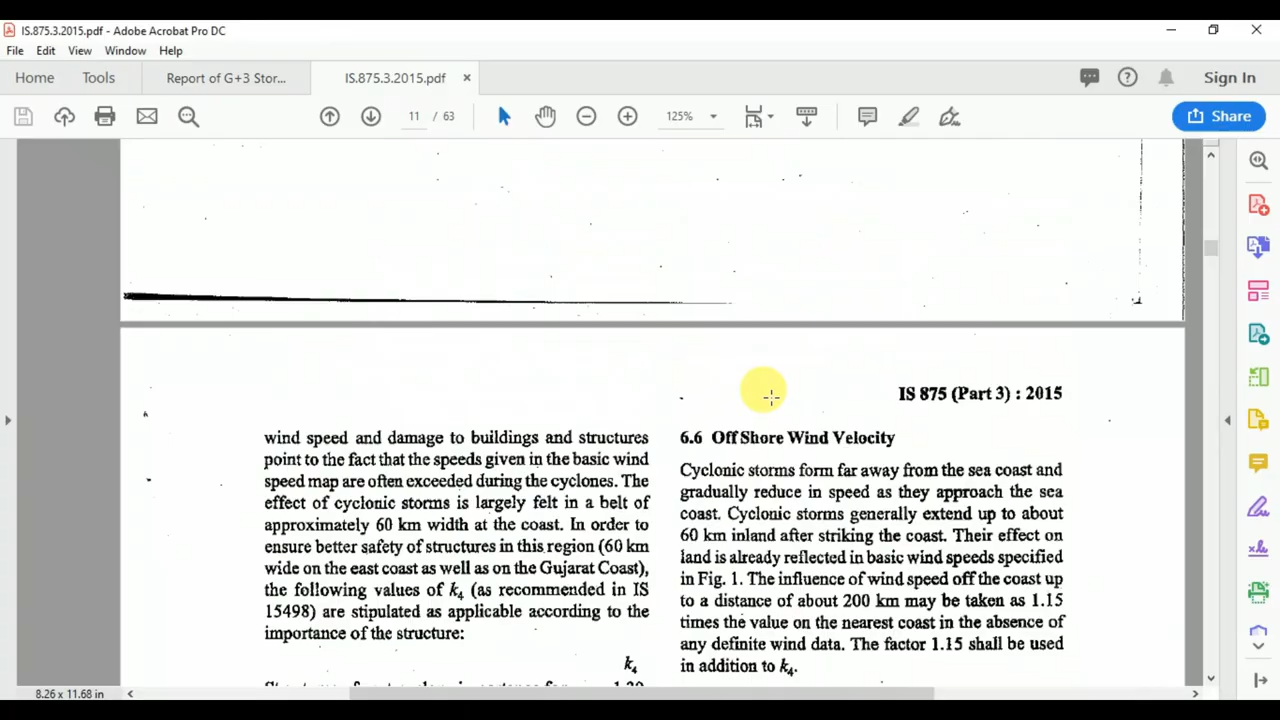 IS.875.3.2015.pdf - Adobe Acrobat Pro DC
File Edit View Window Help
Home Tools Report of G+3 Stor... IS.875.3.2015.pdf × Sign In
11 / 63 125% Share
IS 875 (Part 3) : 2015
wind speed and damage to buildings and structures
point to the fact that the speeds given in the basic wind
speed map are often exceeded during the cyclones. The
effect of cyclonic storms is largely felt in a belt of
approximately 60 km width at the coast. In order to
ensure better safety of structures in this region (60 km
wide on the east coast as well as on the Gujarat Coast),
the following values of k4 (as recommended in IS
15498) are stipulated as applicable according to the
importance of the structure:
k4
6.6 Off Shore Wind Velocity
Cyclonic storms form far away from the sea coast and
gradually reduce in speed as they approach the sea
coast. Cyclonic storms generally extend up to about
60 km inland after striking the coast. Their effect on
land is already reflected in basic wind speeds specified
in Fig. 1. The influence of wind speed off the coast up
to a distance of about 200 km may be taken as 1.15
times the value on the nearest coast in the absence of
any definite wind data. The factor 1.15 shall be used
in addition to k4.
8.26 x 11.68 in